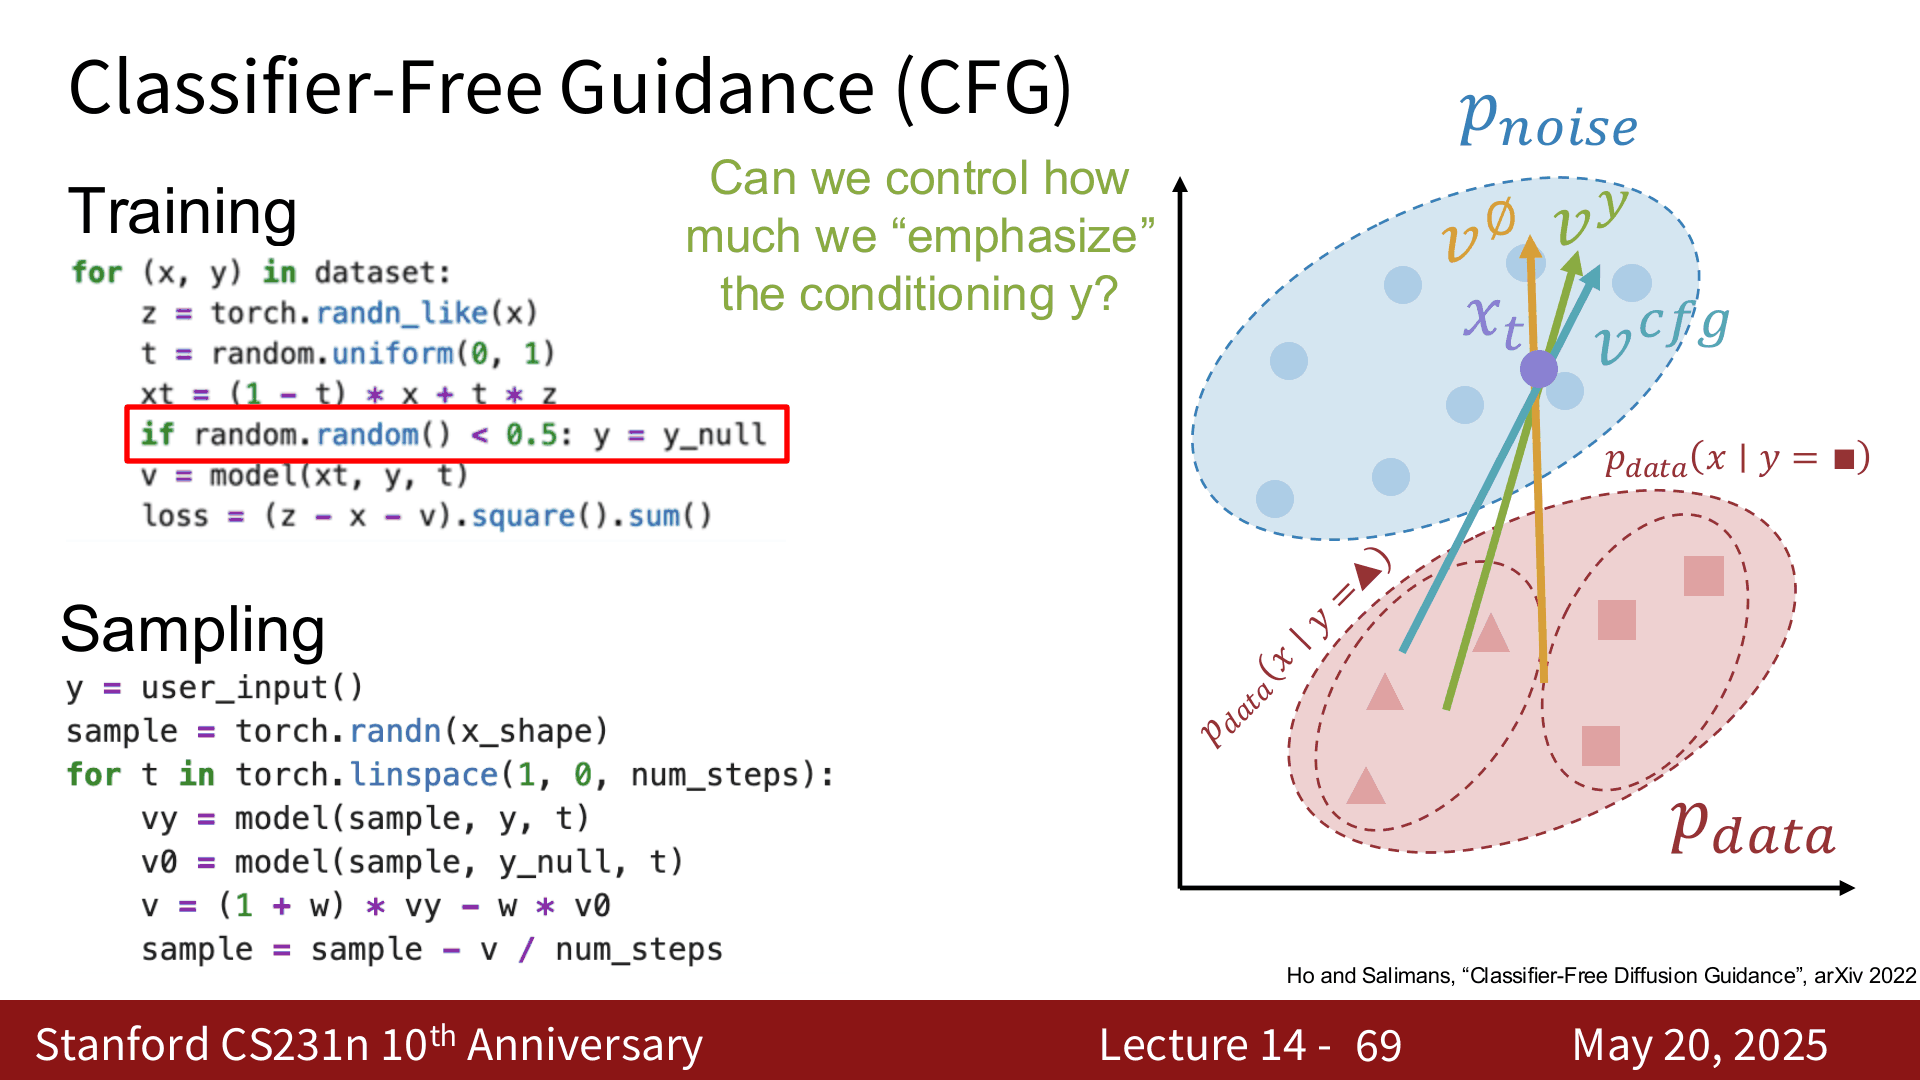 Classifier-Free Guidance (CFG)
Training
for (x, y) in dataset:
    z = torch.randn_like(x)
    t = random.uniform(0, 1)
    xt = (1 - t) * x + t * z
    if random.random() < 0.5: y = y_null
    v = model(xt, y, t)
    loss = (z - x - v).square().sum()
Can we control how
much we “emphasize”
the conditioning y?
Sampling
y = user_input()
sample = torch.randn(x_shape)
for t in torch.linspace(1, 0, num_steps):
    vy = model(sample, y, t)
    v0 = model(sample, y_null, t)
    v = (1 + w) * vy - w * v0
    sample = sample - v / num_steps
p_noise
v^∅
v^y
x_t
v^cfg
p_data(x | y = ■)
p_data(x | y = ▲)
p_data
Ho and Salimans, “Classifier-Free Diffusion Guidance”, arXiv 2022
Stanford CS231n 10th Anniversary
Lecture 14 - 69
May 20, 2025